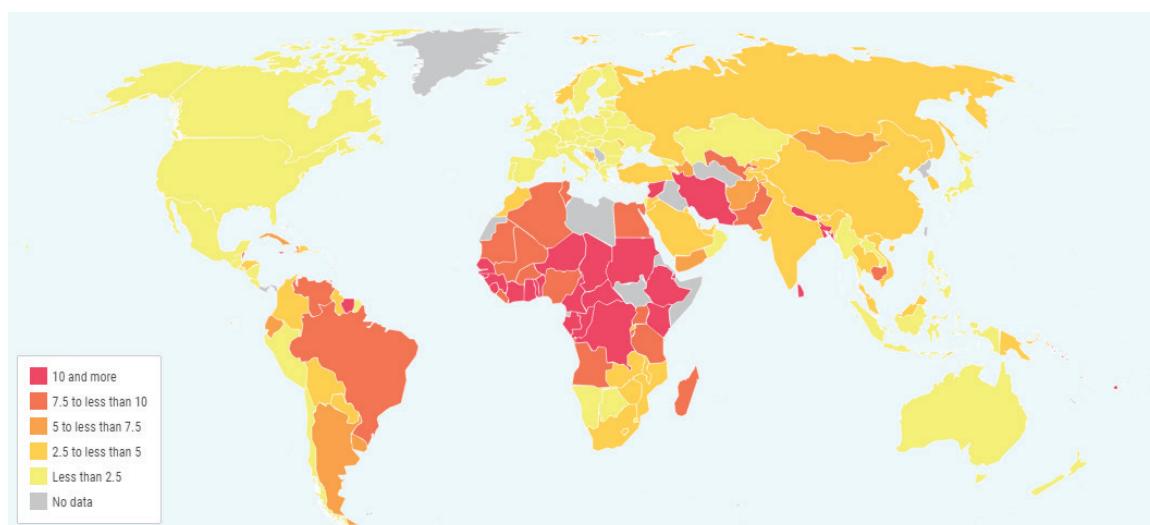 10 and more
7.5 to less than 10
5 to less than 7.5
2.5 to less than 5
Less than 2.5
No data